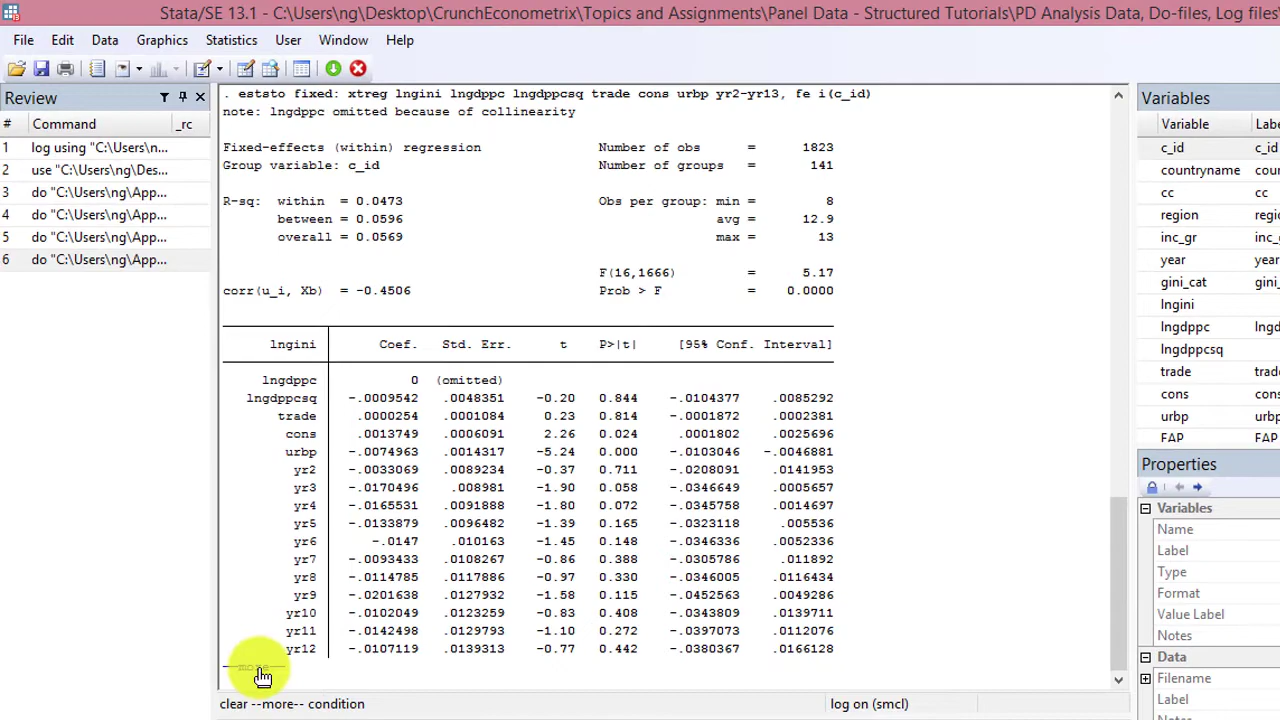 Stata/SE 13.1 - C:\Users\ng\Desktop\CrunchEconometrix\Topics and Assignments\Panel Data - Structured Tutorials\PD Analysis Data, Do-files, Log files\
File Edit Data Graphics Statistics User Window Help
Review
# Command _rc
1 log using "C:\Users\n...
2 use "C:\Users\ng\Des...
3 do "C:\Users\ng\App...
4 do "C:\Users\ng\App...
5 do "C:\Users\ng\App...
6 do "C:\Users\ng\App...
. eststo fixed: xtreg lngini lngdppc lngdppcsq trade cons urbp yr2-yr13, fe i(c_id)
note: lngdppc omitted because of collinearity
Fixed-effects (within) regression Number of obs = 1823
Group variable: c_id Number of groups = 141
R-sq: within = 0.0473 Obs per group: min = 8
between = 0.0596 avg = 12.9
overall = 0.0569 max = 13
F(16,1666) = 5.17
corr(u_i, Xb) = -0.4506 Prob > F = 0.0000
lngini Coef. Std. Err. t P>|t| [95% Conf. Interval]
lngdppc 0 (omitted)
lngdppcsq -.0009542 .0048351 -0.20 0.844 -.0104377 .0085292
trade .0000254 .0001084 0.23 0.814 -.0001872 .0002381
cons .0013749 .0006091 2.26 0.024 .0001802 .0025696
urbp -.0074963 .0014317 -5.24 0.000 -.0103046 -.0046881
yr2 -.0033069 .0089234 -0.37 0.711 -.0208091 .0141953
yr3 -.0170496 .008981 -1.90 0.058 -.0346649 .0005657
yr4 -.0165531 .0091888 -1.80 0.072 -.0345758 .0014697
yr5 -.0133879 .0096482 -1.39 0.165 -.0323118 .005536
yr6 -.0147 .010163 -1.45 0.148 -.0346336 .0052336
yr7 -.0093433 .0108267 -0.86 0.388 -.0305786 .011892
yr8 -.0114785 .0117886 -0.97 0.330 -.0346005 .0116434
yr9 -.0201638 .0127932 -1.58 0.115 -.0452563 .0049286
yr10 -.0102049 .0123259 -0.83 0.408 -.0343809 .0139711
yr11 -.0142498 .0129793 -1.10 0.272 -.0397073 .0112076
yr12 -.0107119 .0139313 -0.77 0.442 -.0380367 .0166128
more
clear --more-- condition log on (smcl)
Variables
Variable Labe
c_id c_id
countryname cou
cc cc
region regi
inc_gr inc_
year year
gini_cat gini_
lngini
lngdppc lngd
lngdppcsq
trade trade
cons cons
urbp urbp
FAP FAP
Properties
Variables
Name
Label
Type
Format
Value Label
Notes
Data
Filename
Label
Notes